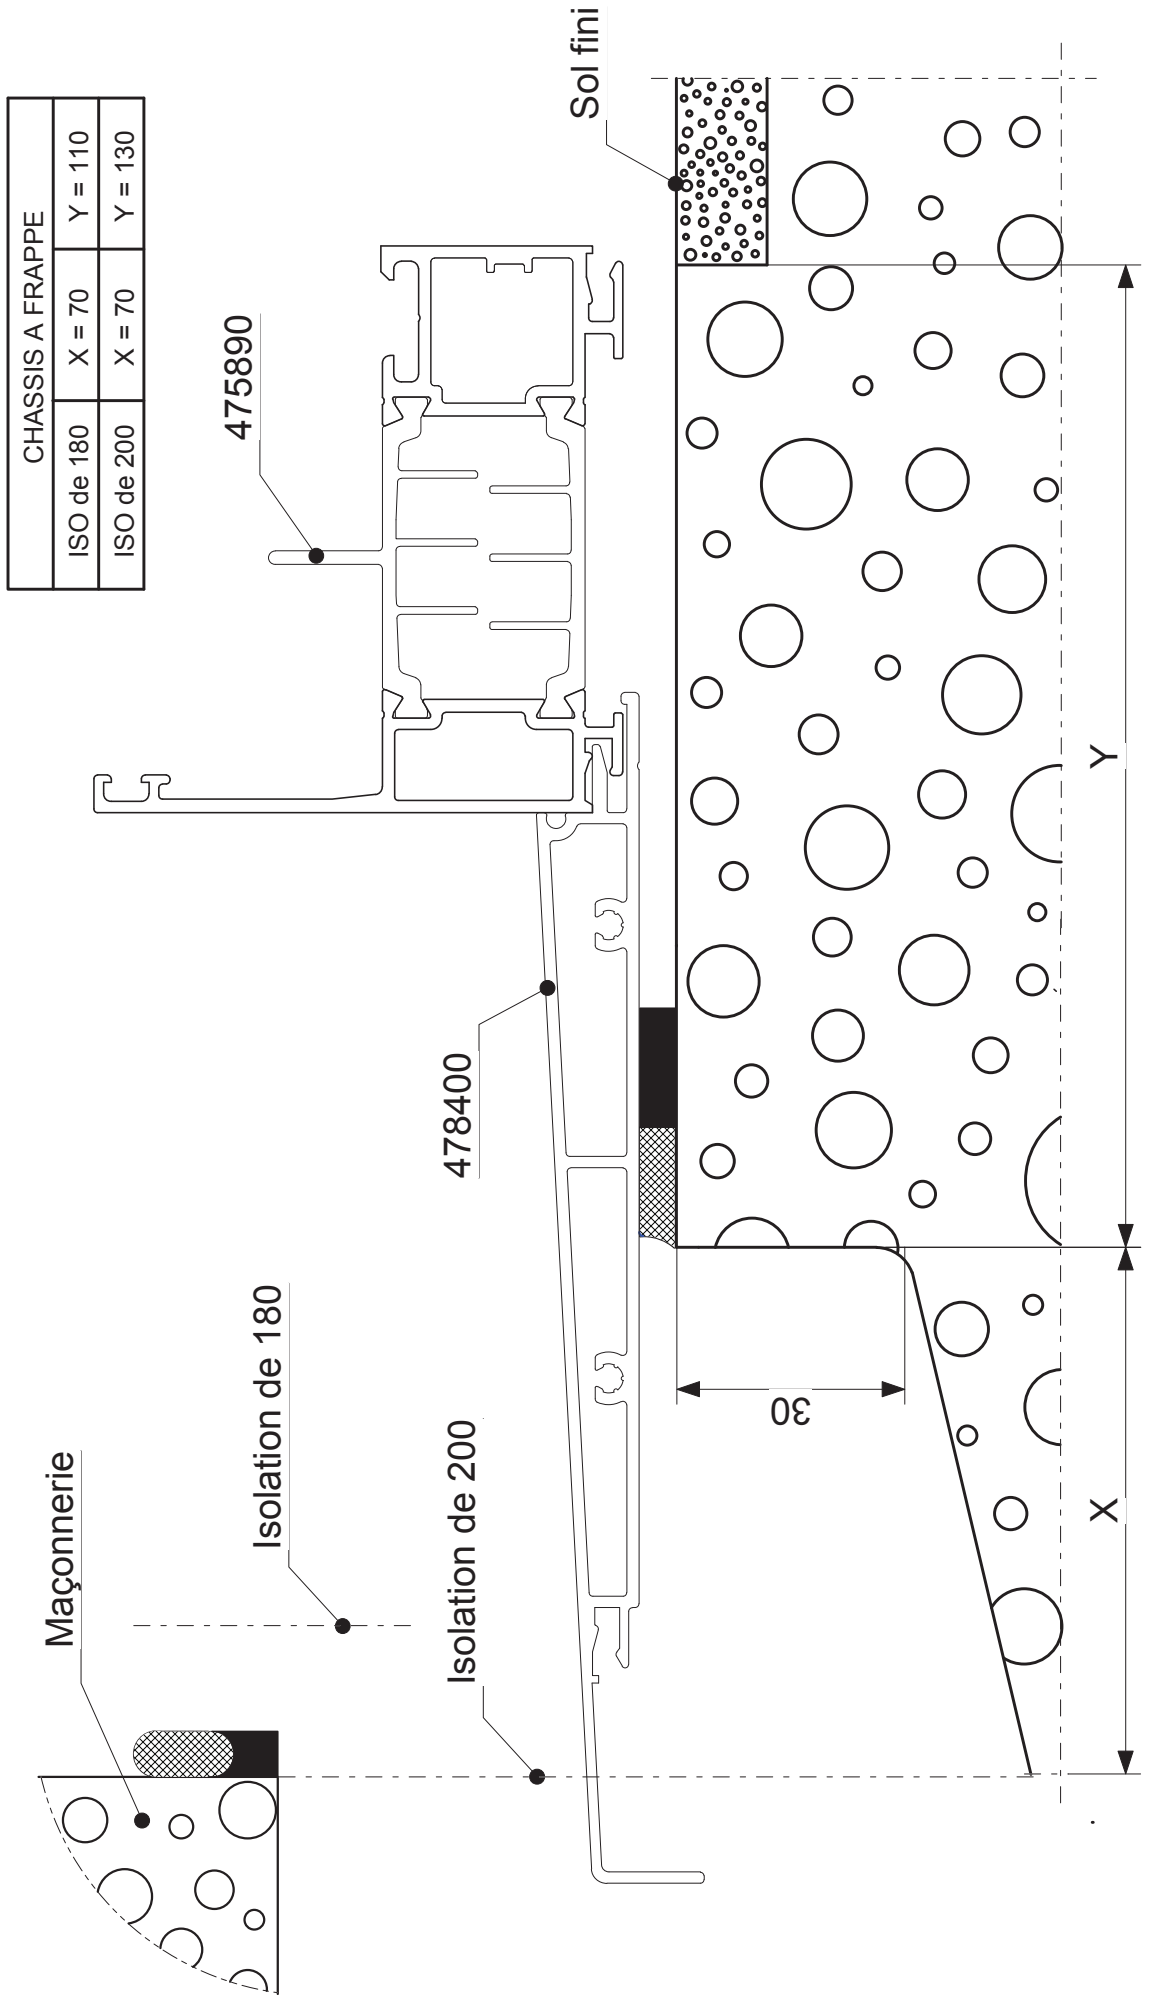 CHASSIS A FRAPPE
ISO de 180 X = 70 Y = 110
ISO de 200 X = 70 Y = 130
Maçonnerie
Isolation de 180
475890
Isolation de 200
478400
Sol fini
30
X
Y